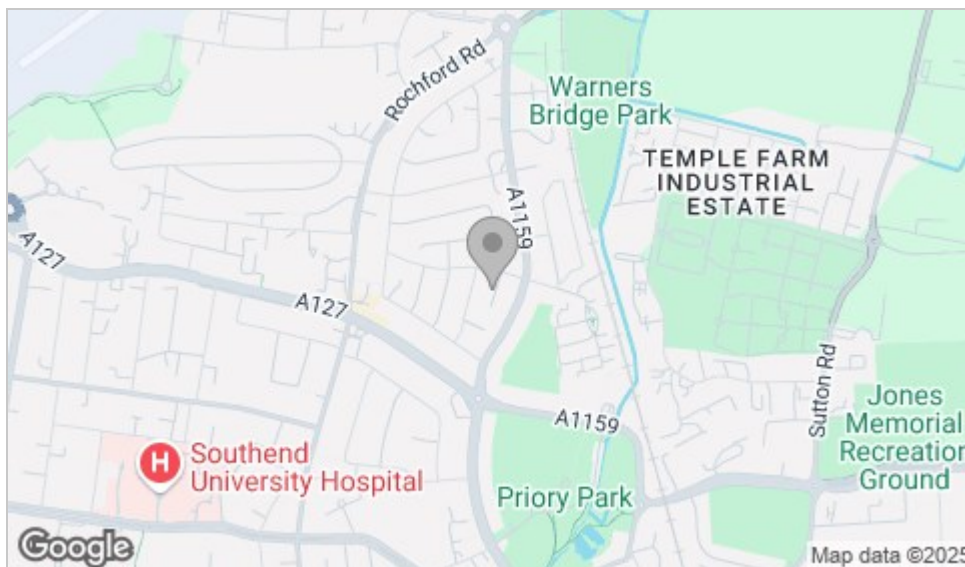 Rochford Rd
Warners
Bridge Park
TEMPLE FARM
INDUSTRIAL
ESTATE
A1159
A127
A127
Sutton Rd
Jones
Memorial
Recreation
Ground
A1159
H
Southend
University Hospital
Priory Park
Google
Map data ©2025